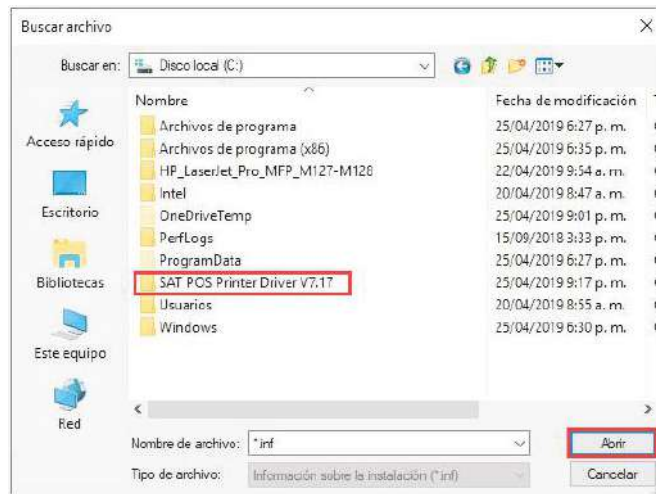 Buscar archivo
Buscar en: Disco local (C:)
Nombre Fecha de modificación
Archivos de programa 25/04/2019 6:27 p. m.
Archivos de programa (x86) 25/04/2019 6:35 p. m.
HP_LaserJet_Pro_MFP_M127-M128 22/04/2019 9:54 a. m.
Intel 20/04/2019 8:47 a. m.
OneDriveTemp 25/04/2019 9:01 p. m.
PerfLogs 15/09/2018 3:33 p. m.
ProgramData 25/04/2019 6:27 p. m.
SAT POS Printer Driver V7.17 25/04/2019 9:17 p. m.
Usuarios 20/04/2019 8:55 a. m.
Windows 25/04/2019 6:30 p. m.
Acceso rápido
Escritorio
Bibliotecas
Este equipo
Red
Nombre de archivo: *.inf Abrir
Tipo de archivo: Información sobre la instalación (*.inf) Cancelar